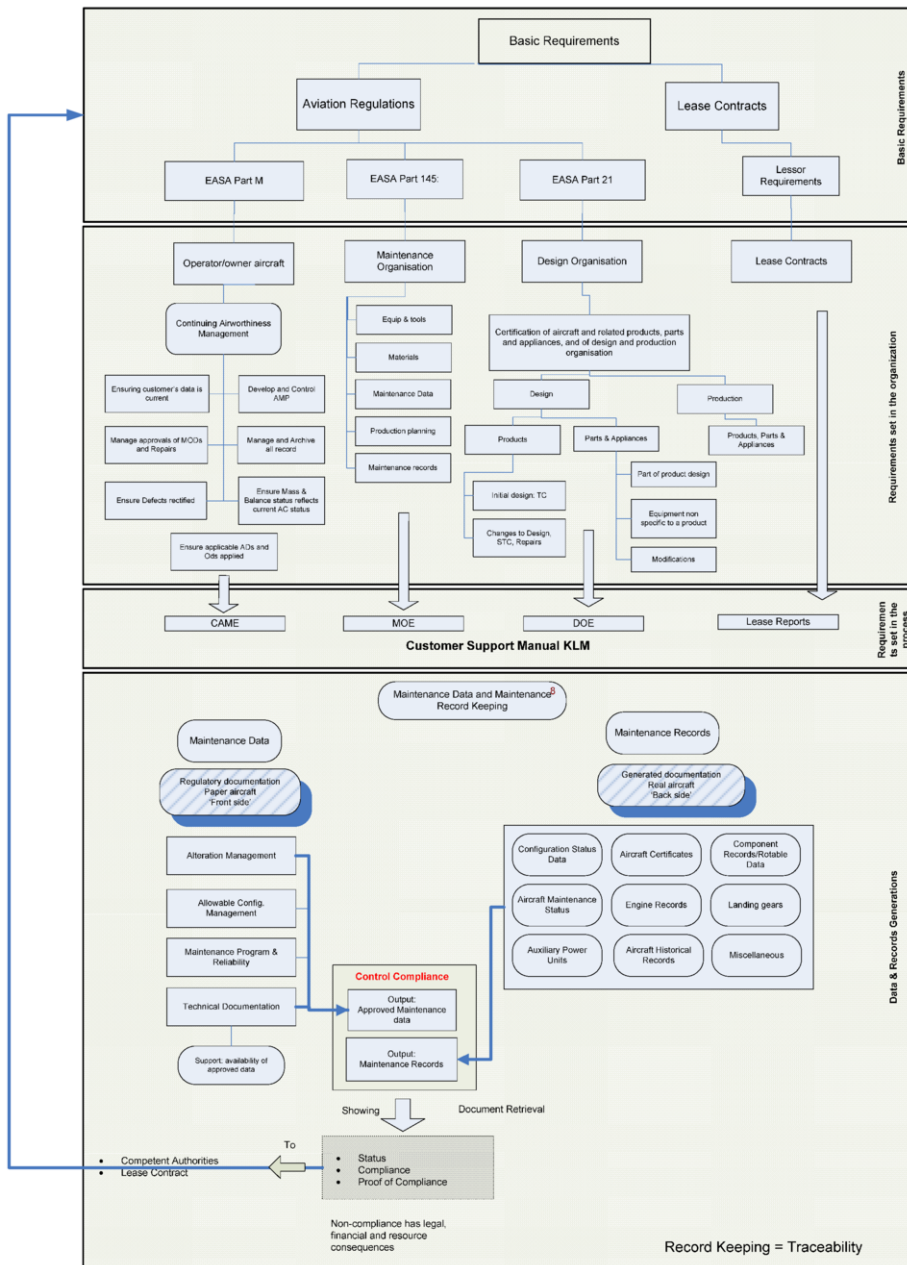 Basic Requirements
Aviation Regulations
Lease Contracts
EASA Part M
EASA Part 145:
EASA Part 21
Lessor
Requirements
Basic Requirements
Operator/owner aircraft
Maintenance
Organisation
Design Organisation
Lease Contracts
Continuing Airworthiness
Management
Ensuring customer's data is
current
Develop and Control
AMP
Manage approvals of MODs
and Repairs
Manage and Archive
all record
Ensure Defects rectified
Ensure Mass &
Balance status reflects
current AC status
Ensure applicable ADs and
Ods applied
Equip & tools
Materials
Maintenance Data
Production planning
Maintenance records
Certification of aircraft and related products, parts
and appliances, and of design and production
organisation
Design
Production
Products
Parts & Appliances
Products, Parts &
Appliances
Initial design: TC
Changes to Design,
STC, Repairs
Part of product design
Equipment non
specific to a product
Modifications
Requirements set in the organization
CAME
MOE
DOE
Lease Reports
Customer Support Manual KLM
Requiremen
ts set in the
process
Maintenance Data and Maintenance8
Record Keeping
Maintenance Data
Maintenance Records
Regulatory documentation
Paper aircraft
'Front side'
Generated documentation
Real aircraft
'Back side'
Alteration Management
Allowable Config.
Management
Maintenance Program &
Reliability
Technical Documentation
Support: availability of
approved data
Configuration Status
Data
Aircraft Certificates
Component
Records/Rotable
Data
Aircraft Maintenance
Status
Engine Records
Landing gears
Auxiliary Power
Units
Aircraft Historical
Records
Miscellaneous
Control Compliance
Output:
Approved Maintenance
data
Output:
Maintenance Records
Data & Records Generations
Showing
Document Retrieval
To
• Competent Authorities
• Lease Contract
• Status
• Compliance
• Proof of Compliance
Non-compliance has legal,
financial and resource
consequences
Record Keeping = Traceability